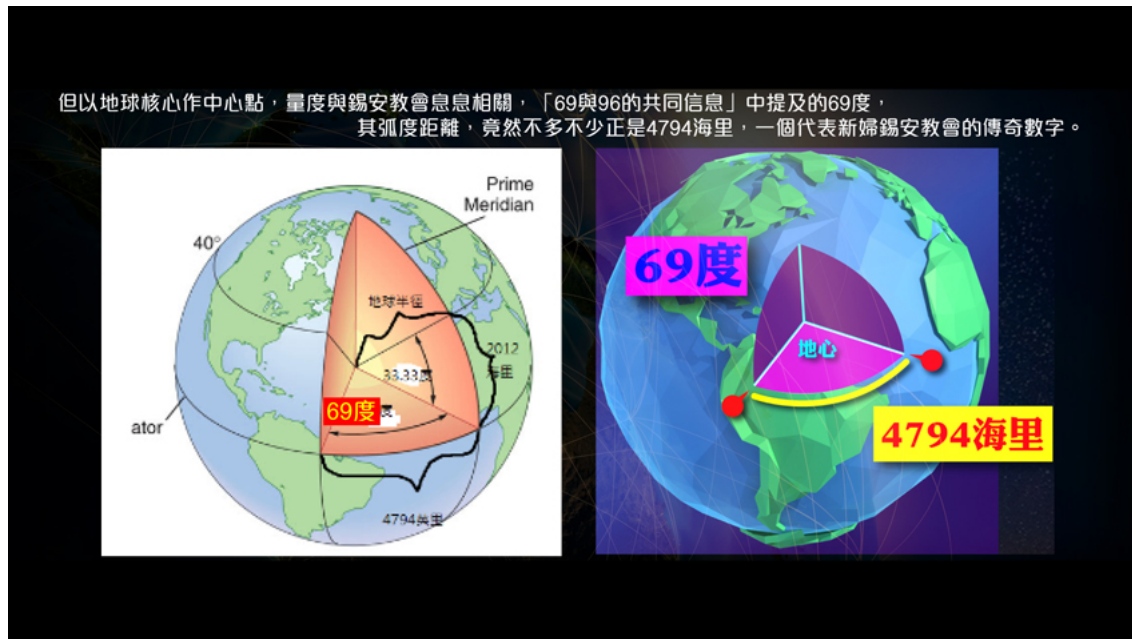 但以地球核心作中心點，量度與錫安教會息息相關，「69與96的共同信息」中提及的69度，
其弧度距離，竟然不多不少正是4794海里，一個代表新婦錫安教會的傳奇數字。
Prime
Meridian
40°
地球半徑
2012
海里
33.33度
69度
度
ator
4794英里
69度
地心
4794海里